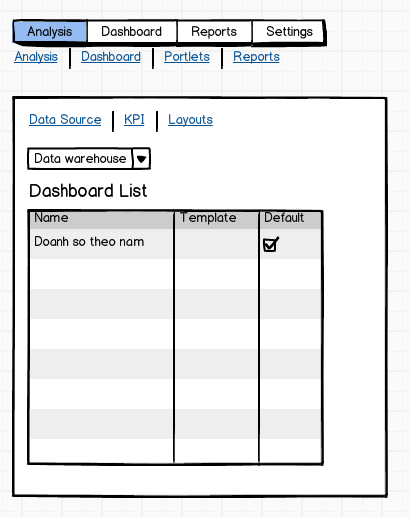 Analysis Dashboard Reports Settings
Analysis Dashboard Portlets Reports
Data Source KPI Layouts
Data warehouse
Dashboard List
Name Template Default
Doanh so theo nam